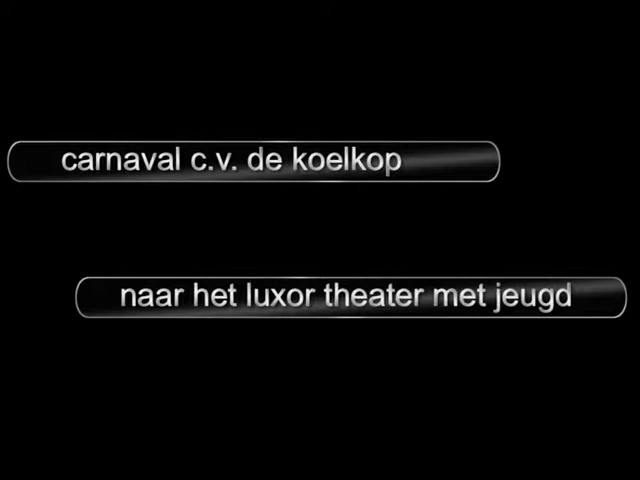 carnaval c.v. de koelkop
naar het luxor theater met jeugd